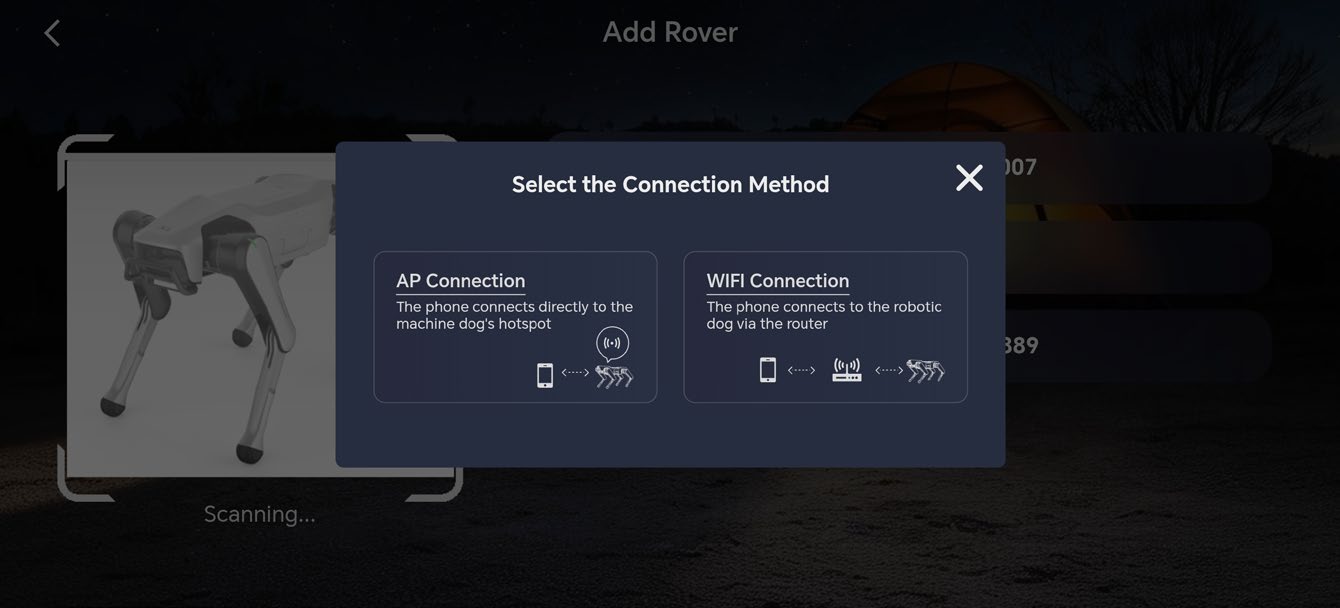 Add Rover
Select the Connection Method
AP Connection
The phone connects directly to the
machine dog's hotspot
WIFI Connection
The phone connects to the robotic
dog via the router
Scanning...